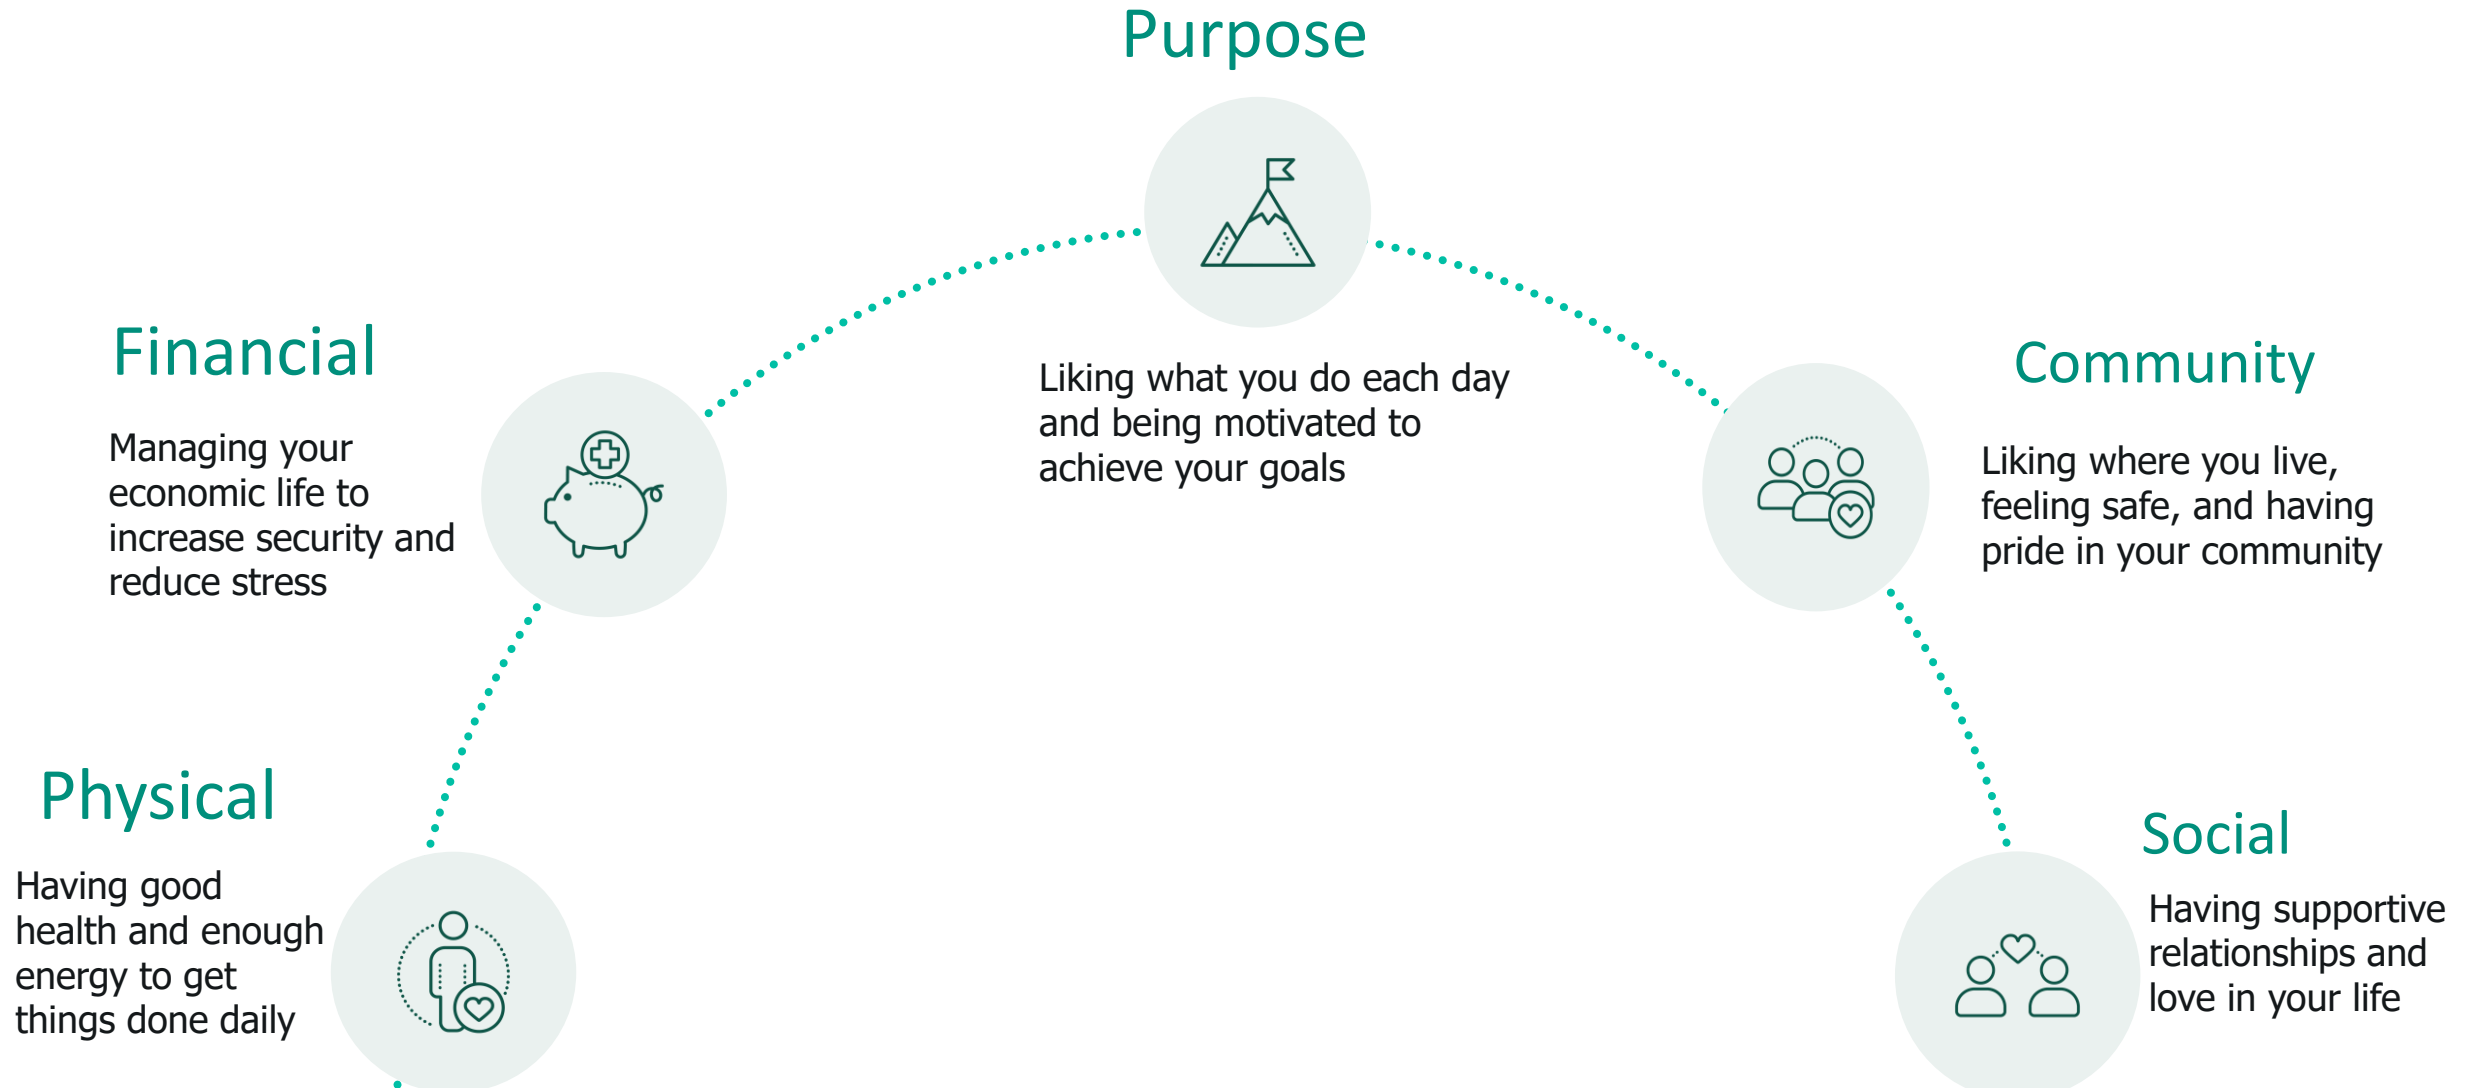 Purpose
Liking what you do each day
and being motivated to
achieve your goals
Financial
Managing your
economic life to
increase security and
reduce stress
Community
Liking where you live,
feeling safe, and having
pride in your community
Physical
Having good
health and enough
energy to get
things done daily
Social
Having supportive
relationships and
love in your life